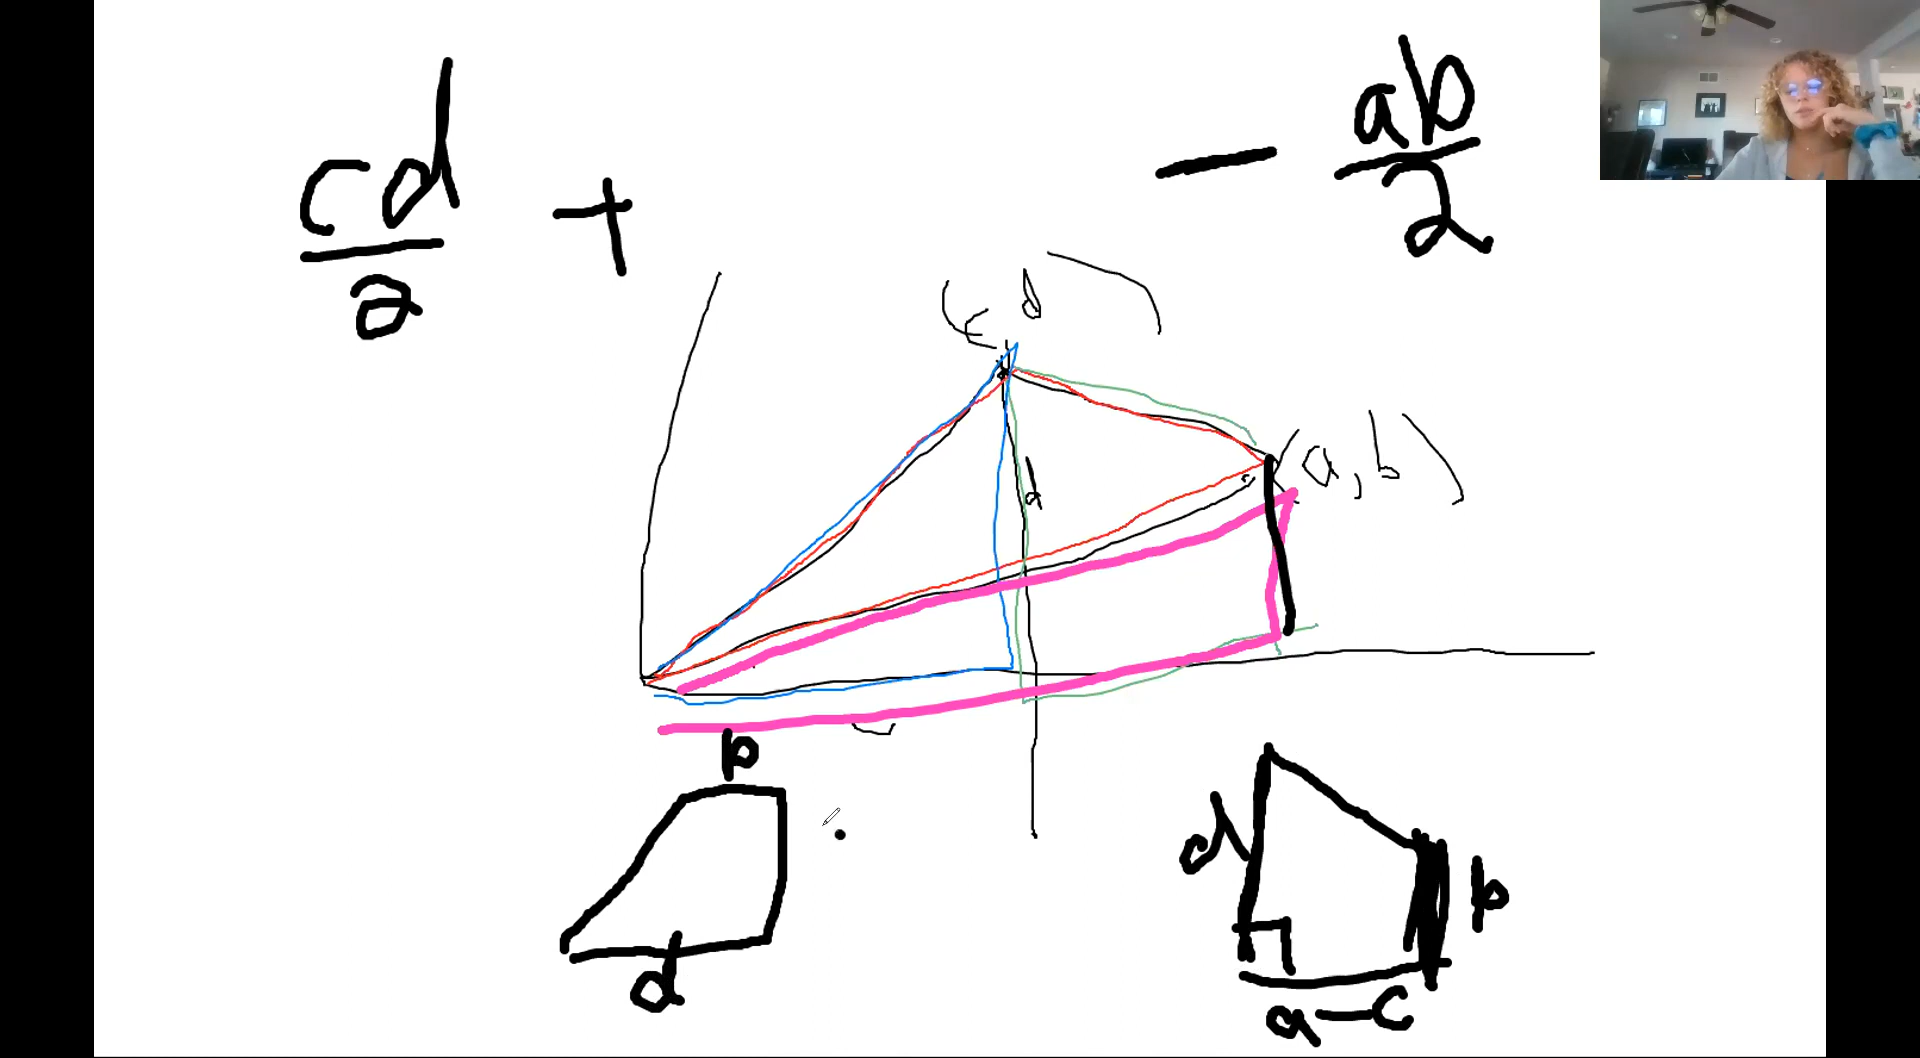 cd/2 + - ab/2
(c d)
(a, b)
d
c
b
d
d b
a-c